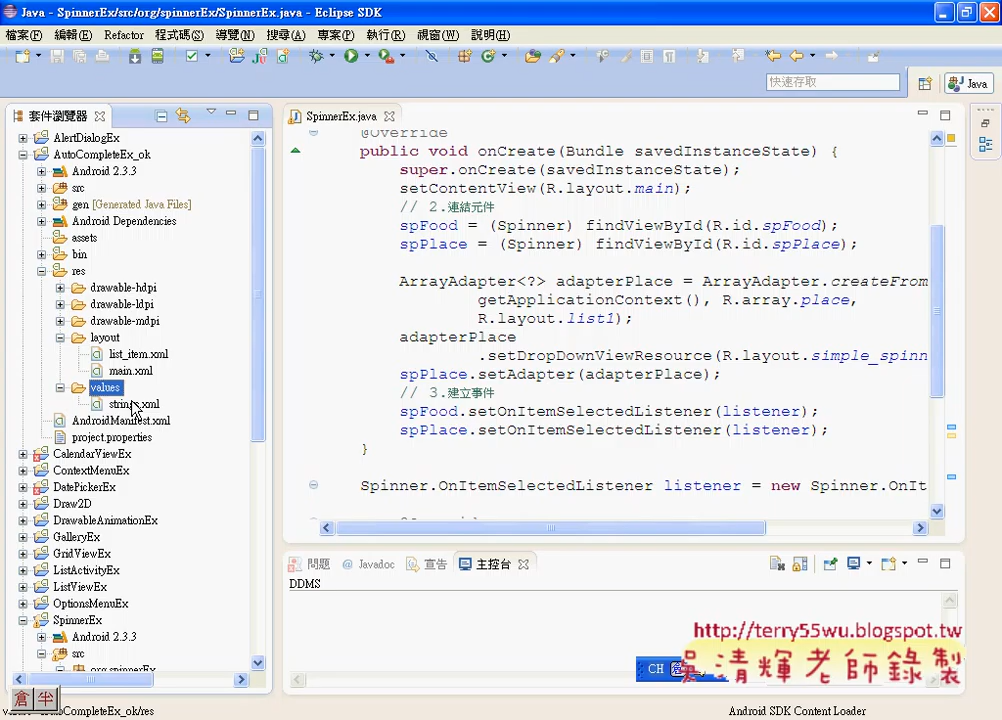 Java - SpinnerEx/src/org/spinnerEx/SpinnerEx.java - Eclipse SDK
檔案(F) 編輯(E) Refactor 程式碼(S) 導覽(N) 搜尋(A) 專案(P) 執行(R) 視窗(W) 說明(H)
快速存取
Java
套件瀏覽器
AlertDialogEx
AutoCompleteEx_ok
Android 2.3.3
src
gen [Generated Java Files]
Android Dependencies
assets
bin
res
drawable-hdpi
drawable-ldpi
drawable-mdpi
layout
list_item.xml
main.xml
values
AndroidManifest.xml
project.properties
CalendarViewEx
ContextMenuEx
DatePickerEx
Draw2D
DrawableAnimationEx
GalleryEx
GridViewEx
ListActivityEx
ListViewEx
OptionsMenuEx
SpinnerEx
Android 2.3.3
src
org.spinnerEx
SpinnerEx.java
@Override
public void onCreate(Bundle savedInstanceState) {
super.onCreate(savedInstanceState);
setContentView(R.layout.main);
// 2.連結元件
spFood = (Spinner) findViewById(R.id.spFood);
spPlace = (Spinner) findViewById(R.id.spPlace);
ArrayAdapter<?> adapterPlace = ArrayAdapter.createFrom
getApplicationContext(), R.array.place,
R.layout.list1);
adapterPlace
.setDropDownViewResource(R.layout.simple_spinn
spPlace.setAdapter(adapterPlace);
// 3.建立事件
spFood.setOnItemSelectedListener(listener);
spPlace.setOnItemSelectedListener(listener);
}
Spinner.OnItemSelectedListener listener = new Spinner.OnIt
問題 @ Javadoc 宣告 主控台
DDMS
http://terry55wu.blogspot.tw
CH
吳清輝老師錄製
倉 半
Android SDK Content Loader